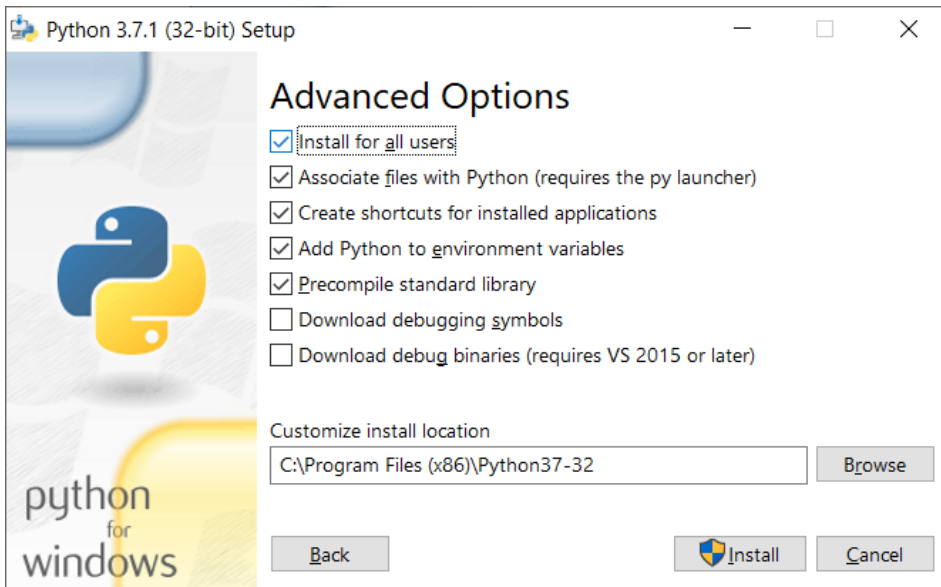 Python 3.7.1 (32-bit) Setup
Advanced Options
Install for all users
Associate files with Python (requires the py launcher)
Create shortcuts for installed applications
Add Python to environment variables
Precompile standard library
Download debugging symbols
Download debug binaries (requires VS 2015 or later)
Customize install location
C:\Program Files (x86)\Python37-32
Browse
python
for
windows
Back
Install
Cancel